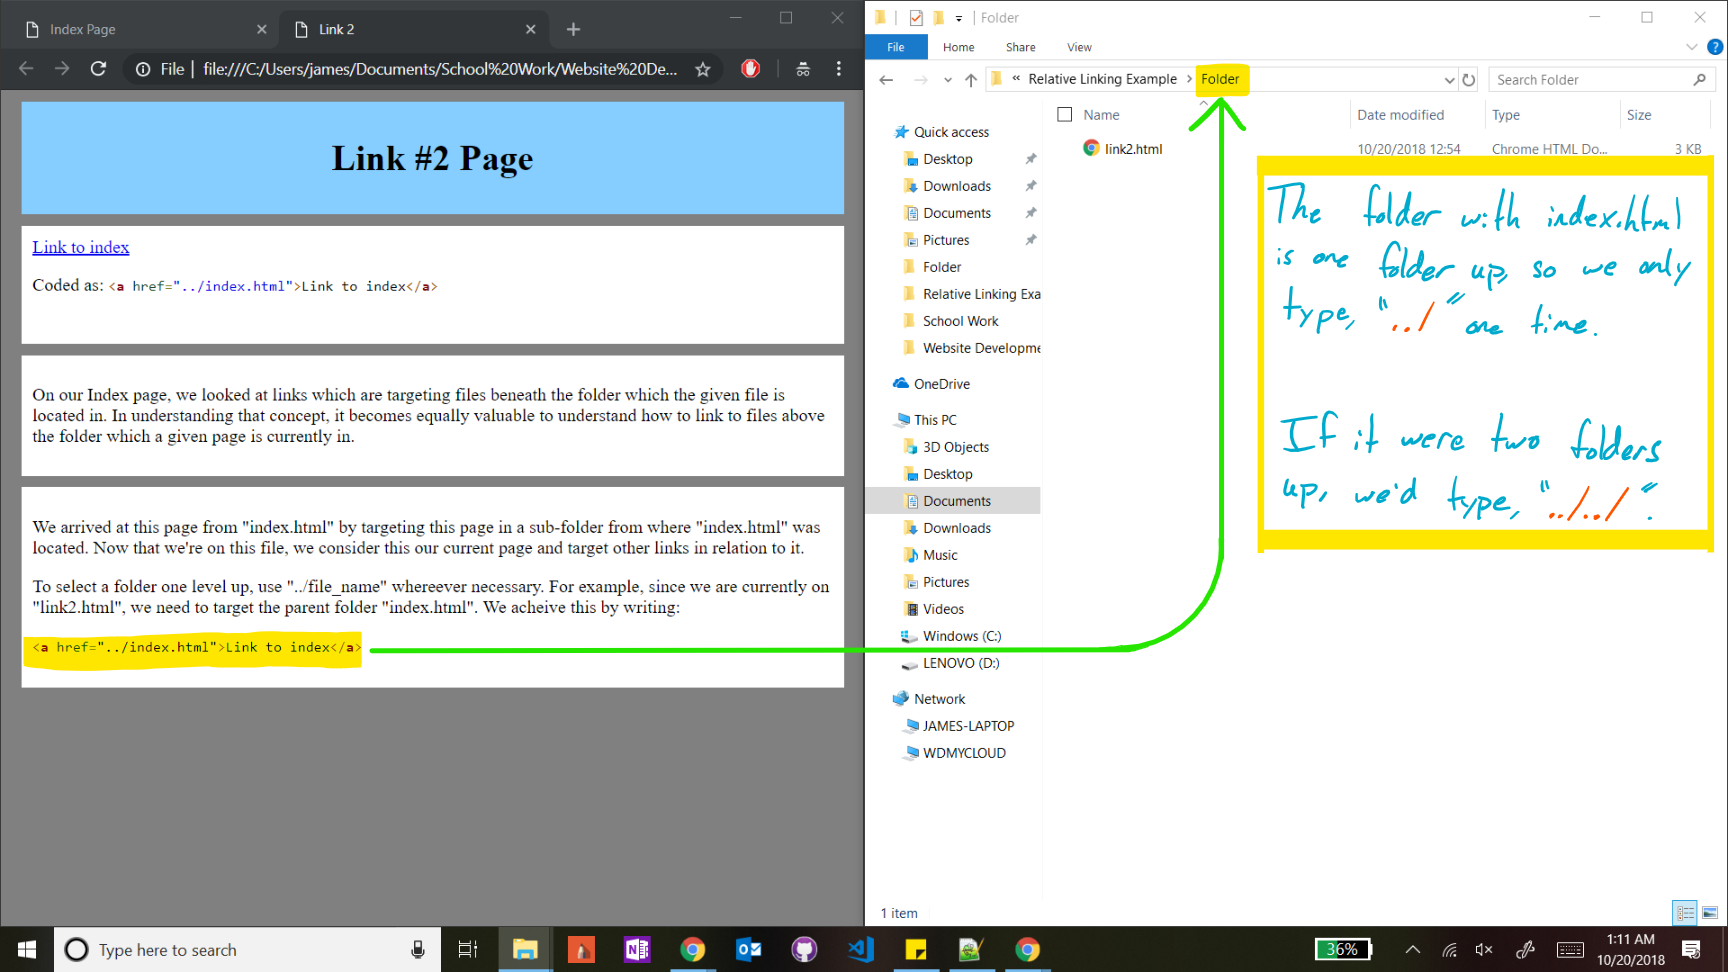 Index Page
Link 2
File
file:///C:/Users/james/Documents/School%20Work/Website%20De...
Link #2 Page
Link to index
Coded as: <a href="../index.html">Link to index</a>
On our Index page, we looked at links which are targeting files beneath the folder which the given file is
located in. In understanding that concept, it becomes equally valuable to understand how to link to files above
the folder which a given page is currently in.
We arrived at this page from "index.html" by targeting this page in a sub-folder from where "index.html" was
located. Now that we're on this file, we consider this our current page and target other links in relation to it.
To select a folder one level up, use "../file_name" whereever necessary. For example, since we are currently on
"link2.html", we need to target the parent folder "index.html". We acheive this by writing:
<a href="../index.html">Link to index</a>
Folder
File Home Share View
« Relative Linking Example > Folder
Search Folder
Name Date modified Type Size
link2.html 10/20/2018 12:54 Chrome HTML Do... 3 KB
Quick access
Desktop
Downloads
Documents
Pictures
Folder
Relative Linking Exa
School Work
Website Developme
OneDrive
This PC
3D Objects
Desktop
Documents
Downloads
Music
Pictures
Videos
Windows (C:)
LENOVO (D:)
Network
JAMES-LAPTOP
WDMYCLOUD
The folder with index.html
is one folder up, so we only
type, "../" one time.
If it were two folders
up, we'd type, "../../".
1 item
Type here to search
36%
1:11 AM
10/20/2018